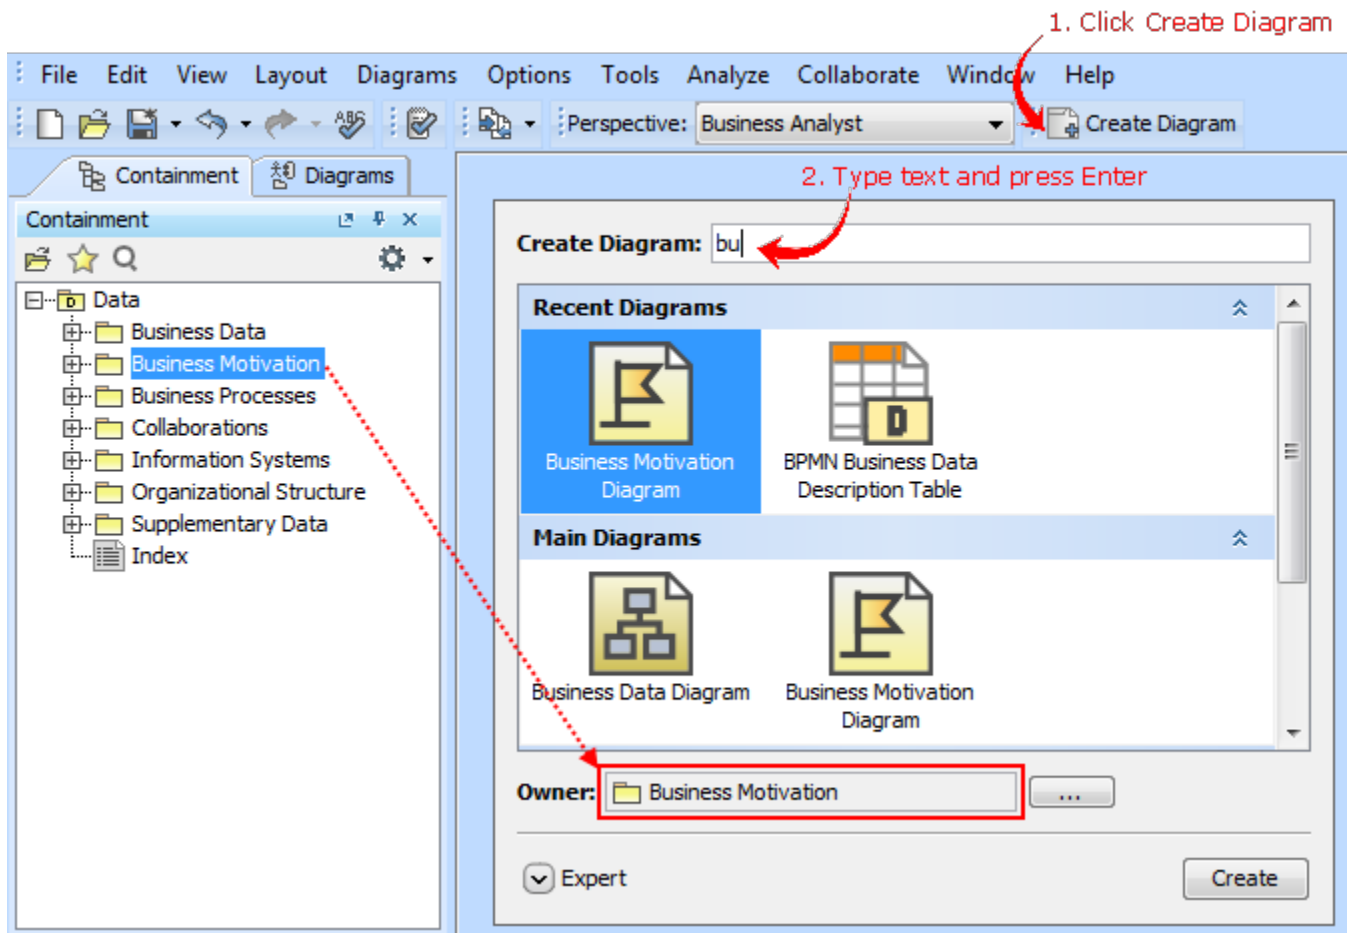 1. Click Create Diagram
File Edit View Layout Diagrams Options Tools Analyze Collaborate Window Help
ABC Perspective: Business Analyst Create Diagram
Containment Diagrams
2. Type text and press Enter
Containment
Create Diagram: bu
D Data
Business Data
Business Motivation
Business Processes
Collaborations
Information Systems
Organizational Structure
Supplementary Data
Index
Recent Diagrams
D
Business Motivation
Diagram
BPMN Business Data
Description Table
Main Diagrams
Business Data Diagram
Business Motivation
Diagram
Owner: Business Motivation ...
Expert
Create